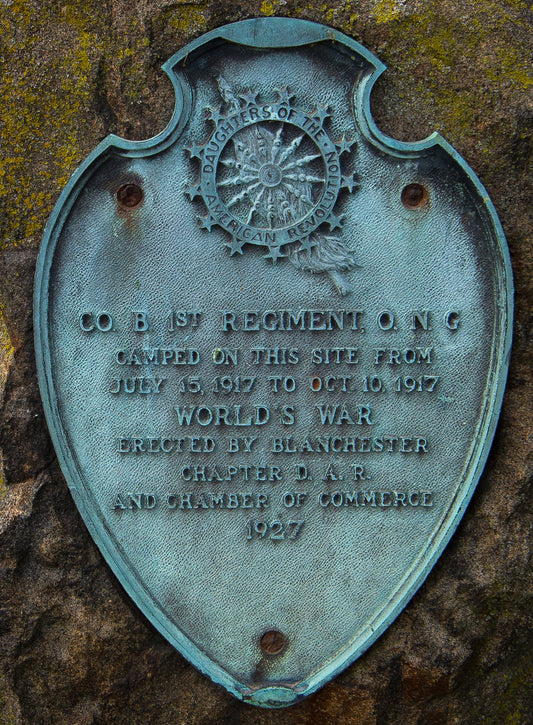 DAUGHTERS OF THE
AMERICAN REVOLUTION
CO. B. 1ST REGIMENT, O. N. G
CAMPED ON THIS SITE FROM
JULY 15, 1917 TO OCT. 10, 1917
WORLD'S WAR
ERECTED BY BLANCHESTER
CHAPTER D. A. R.
AND CHAMBER OF COMMERCE
1927